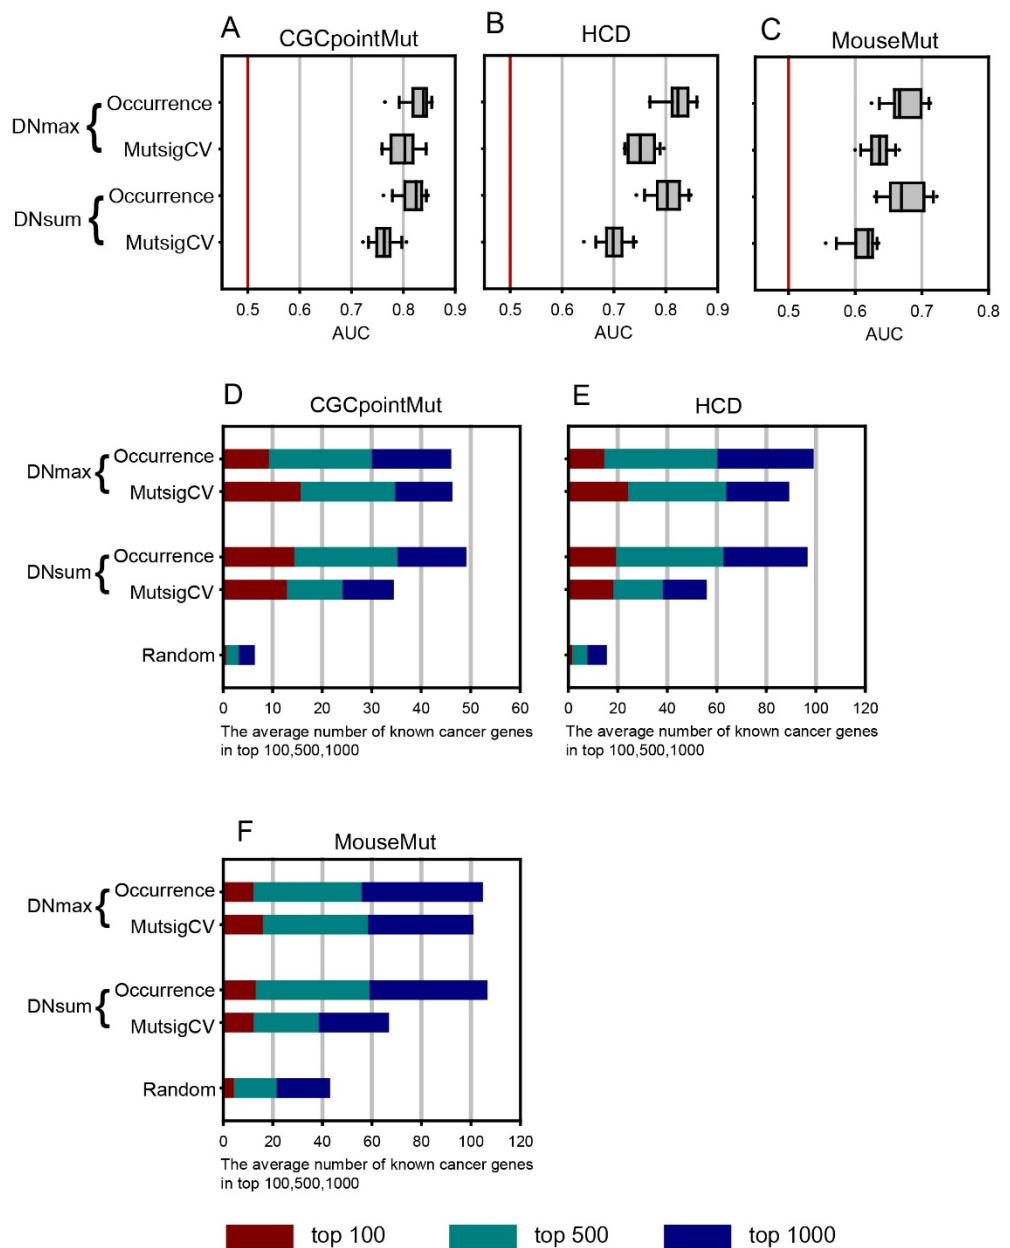 A
CGCpointMut
B
HCD
C
MouseMut
DNmax {
Occurrence
MutsigCV
DNsum {
Occurrence
MutsigCV
0.5 0.6 0.7 0.8 0.9
AUC
0.5 0.6 0.7 0.8 0.9
AUC
0.5 0.6 0.7 0.8
AUC
D
CGCpointMut
E
HCD
DNmax {
Occurrence
MutsigCV
DNsum {
Occurrence
MutsigCV
Random
0 10 20 30 40 50 60
The average number of known cancer genes
in top 100,500,1000
0 20 40 60 80 100 120
The average number of known cancer genes
in top 100,500,1000
F
MouseMut
DNmax {
Occurrence
MutsigCV
DNsum {
Occurrence
MutsigCV
Random
0 20 40 60 80 100 120
The average number of known cancer genes
in top 100,500,1000
top 100
top 500
top 1000